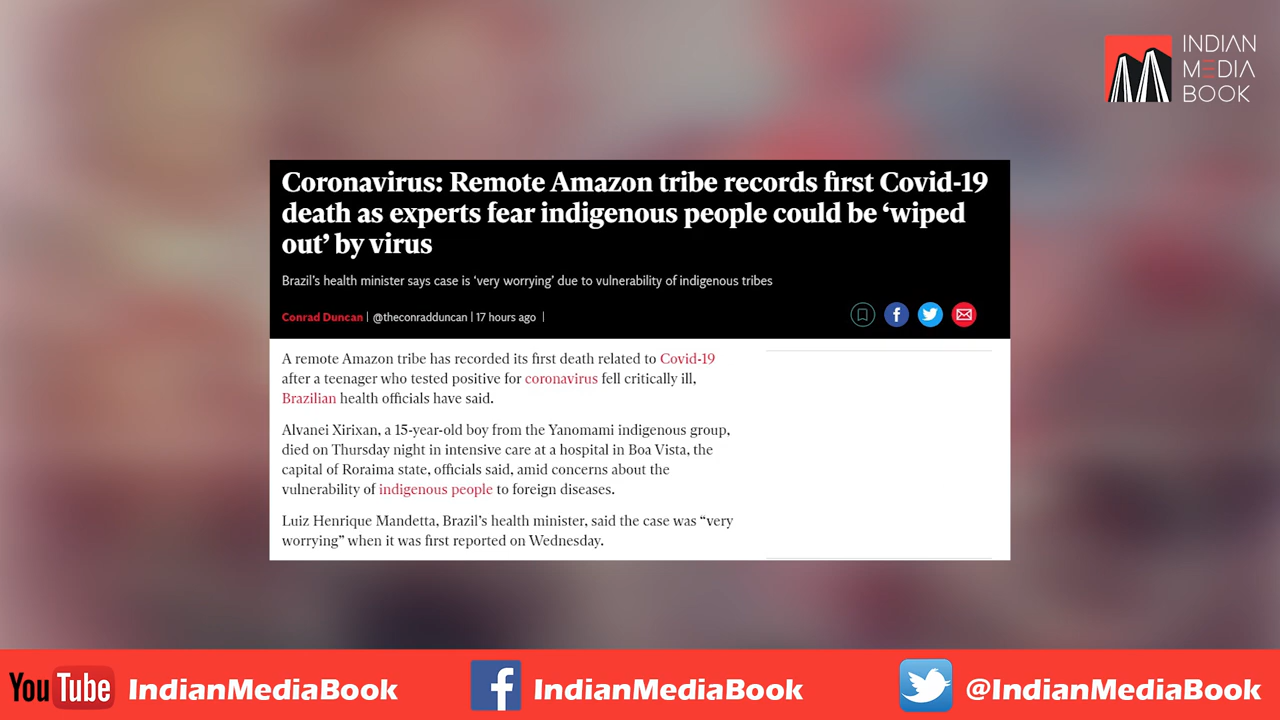 INDIAN
MEDIA
BOOK
Coronavirus: Remote Amazon tribe records first Covid-19
death as experts fear indigenous people could be ‘wiped
out’ by virus
Brazil’s health minister says case is ‘very worrying’ due to vulnerability of indigenous tribes
Conrad Duncan | @theconradduncan | 17 hours ago |
A remote Amazon tribe has recorded its first death related to Covid-19
after a teenager who tested positive for coronavirus fell critically ill,
Brazilian health officials have said.
Alvanei Xirixan, a 15-year-old boy from the Yanomami indigenous group,
died on Thursday night in intensive care at a hospital in Boa Vista, the
capital of Roraima state, officials said, amid concerns about the
vulnerability of indigenous people to foreign diseases.
Luiz Henrique Mandetta, Brazil’s health minister, said the case was “very
worrying” when it was first reported on Wednesday.
YouTube IndianMediaBook f IndianMediaBook @IndianMediaBook